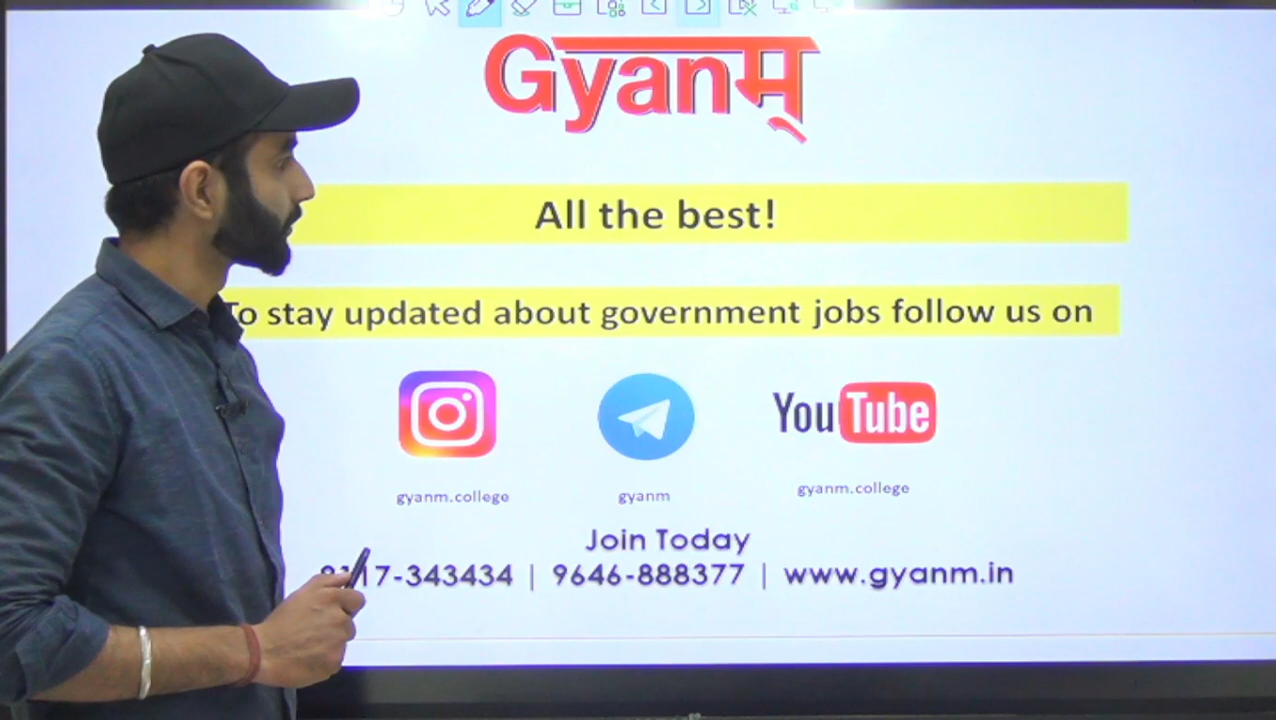 Gyanम्
All the best!
To stay updated about government jobs follow us on
YouTube
gyanm.college gyanm gyanm.college
Join Today
9117-343434 | 9646-888377 | www.gyanm.in